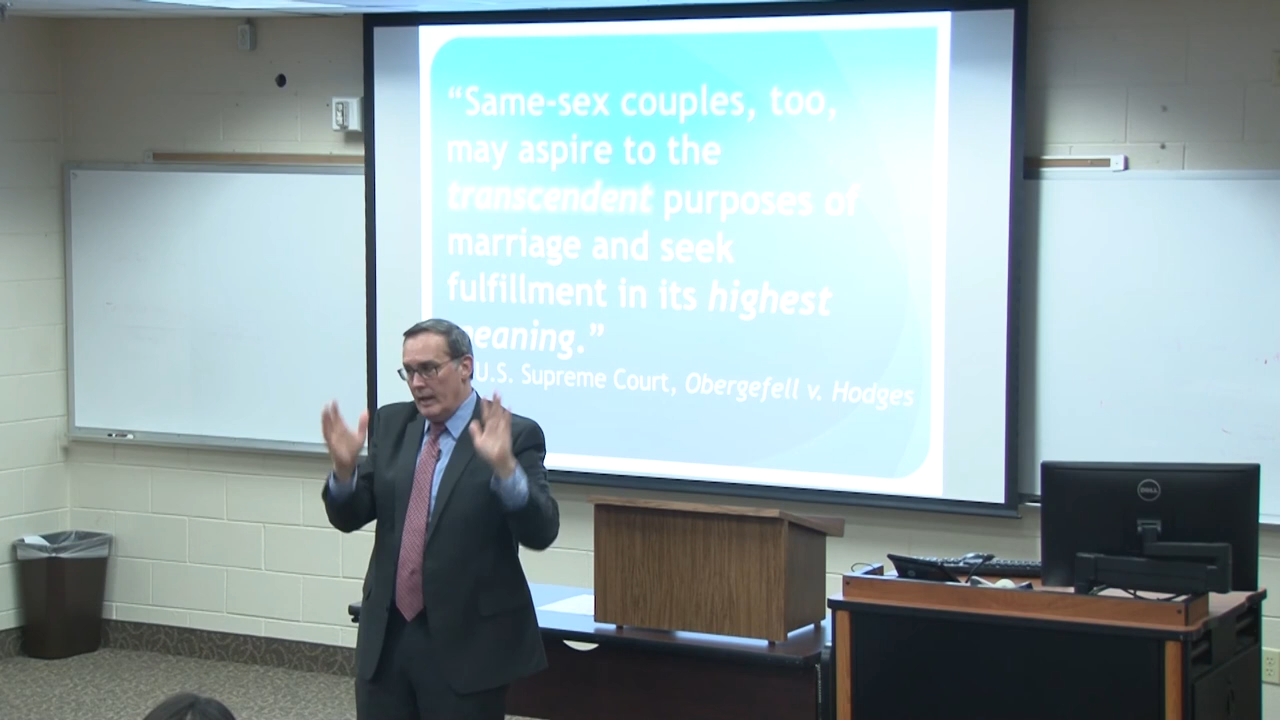 “Same-sex couples, too,
may aspire to the
transcendent purposes of
marriage and seek
fulfillment in its highest
meaning.”
U.S. Supreme Court, Obergefell v. Hodges
DELL